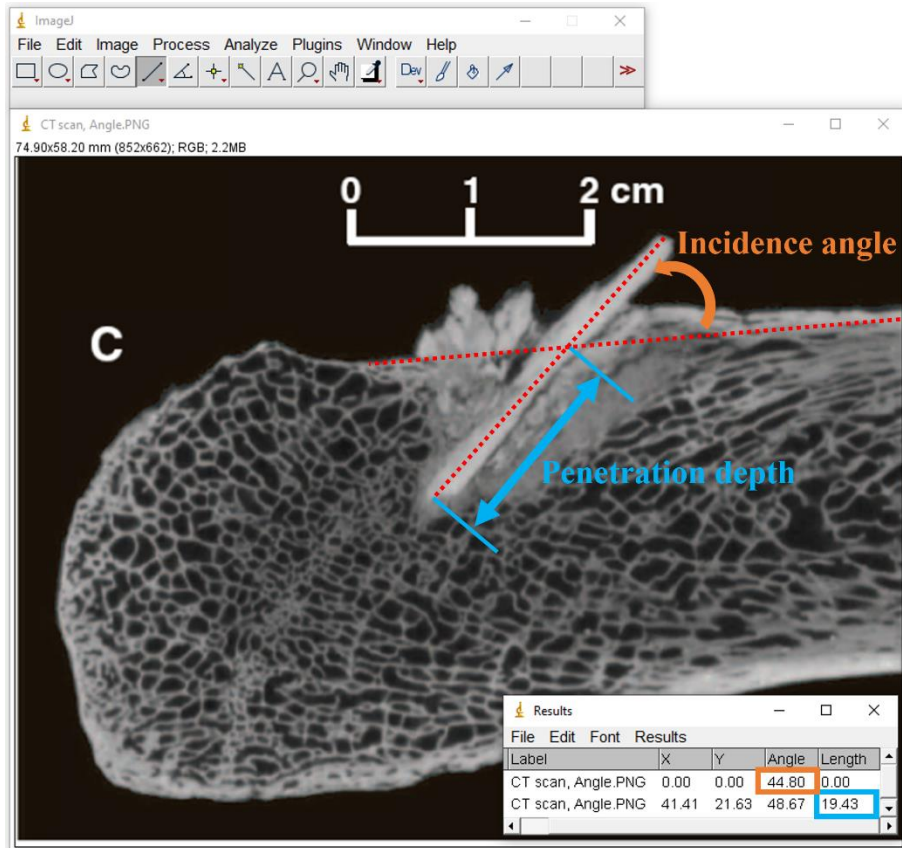 ImageJ
File Edit Image Process Analyze Plugins Window Help
Dev
CT scan, Angle.PNG
74.90x58.20 mm (852x662); RGB; 2.2MB
0 1 2 cm
Incidence angle
C
Penetration depth
Results
File Edit Font Results
Label X Y Angle Length
CT scan, Angle.PNG 0.00 0.00 44.80 0.00
CT scan, Angle.PNG 41.41 21.63 48.67 19.43